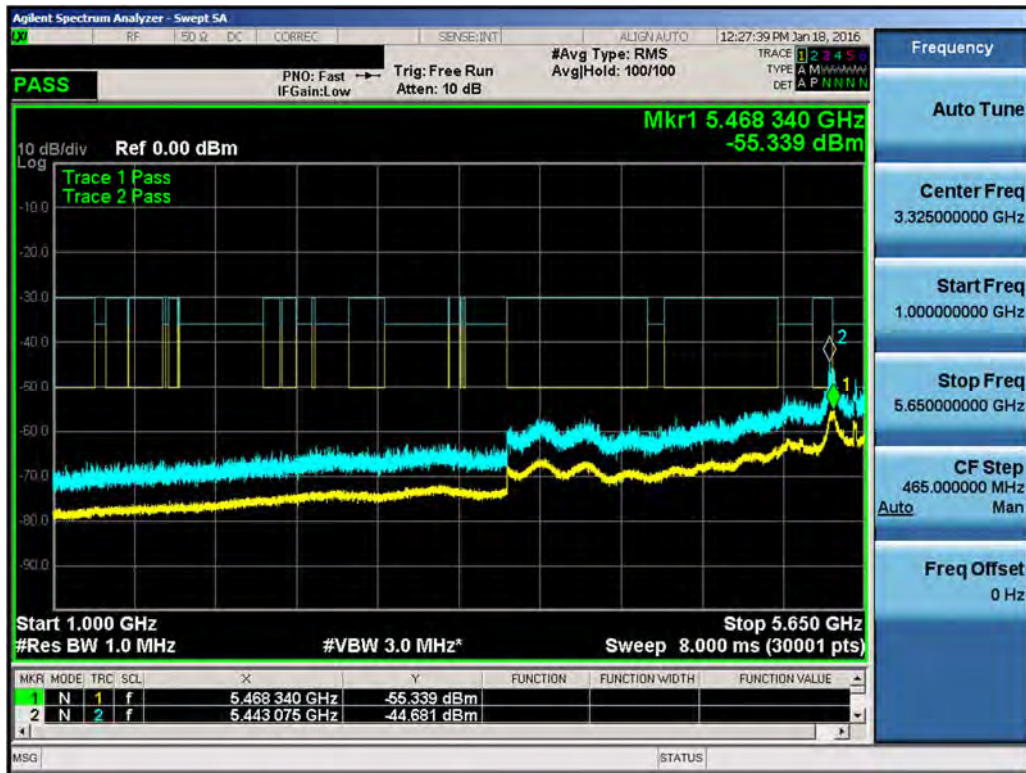 Agilent Spectrum Analyzer - Swept SA
LXI RF 50 Ω DC CORREC SENSE:INT ALIGN AUTO 12:27:39 PM Jan 18, 2016
PASS
PNO: Fast
IFGain:Low
Trig: Free Run
Atten: 10 dB
#Avg Type: RMS
Avg|Hold: 100/100
TRACE 1 2 3 4 5 6
TYPE A M W W W W
DET A P N N N N
Mkr1 5.468 340 GHz
-55.339 dBm
10 dB/div
Log
Ref 0.00 dBm
Trace 1 Pass
Trace 2 Pass
-10.0
-20.0
-30.0
-40.0
-50.0
-60.0
-70.0
-80.0
-90.0
2
1
Start 1.000 GHz
Stop 5.650 GHz
#Res BW 1.0 MHz
#VBW 3.0 MHz*
Sweep 8.000 ms (30001 pts)
MKR MODE TRC SCL X Y FUNCTION FUNCTION WIDTH FUNCTION VALUE
1 N 1 f 5.468 340 GHz -55.339 dBm
2 N 2 f 5.443 075 GHz -44.681 dBm
MSG STATUS
Frequency
Auto Tune
Center Freq
3.325000000 GHz
Start Freq
1.000000000 GHz
Stop Freq
5.650000000 GHz
CF Step
465.000000 MHz
Auto Man
Freq Offset
0 Hz